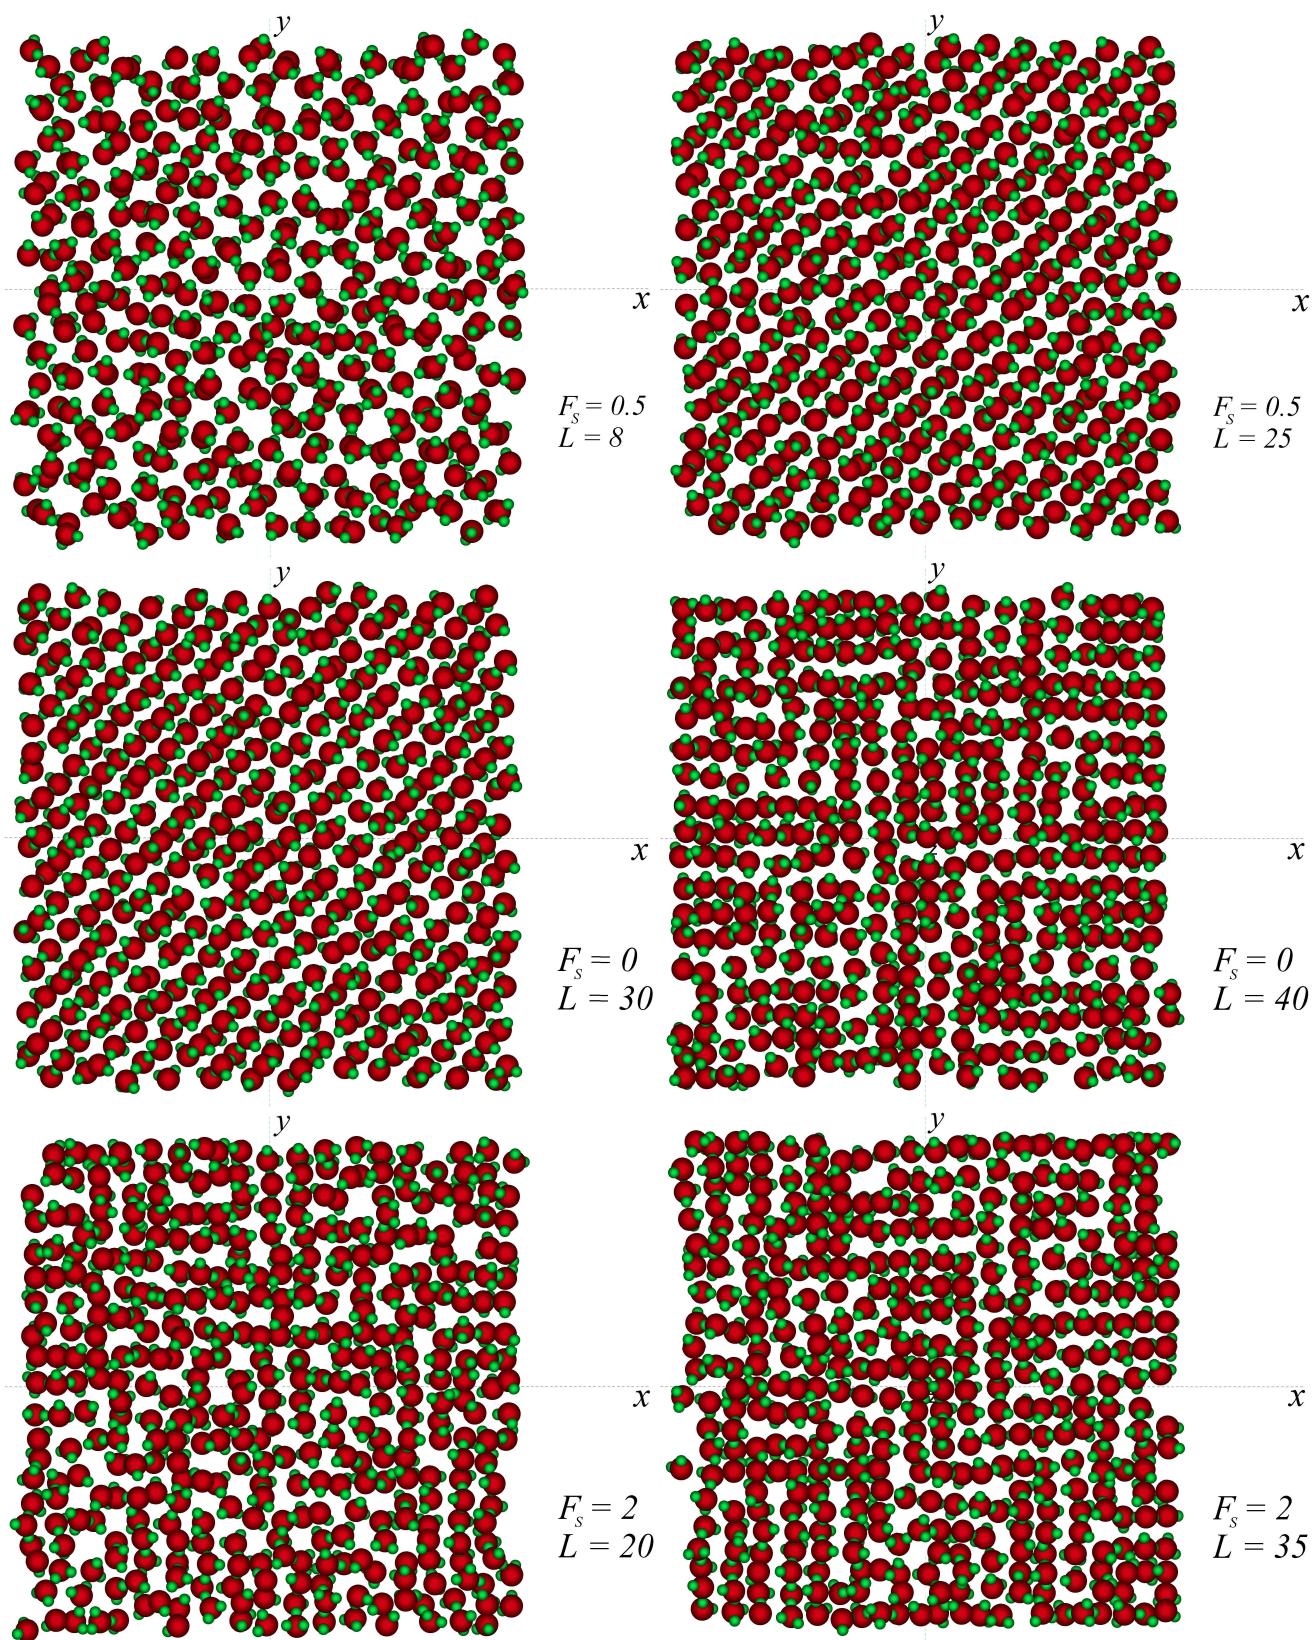 y
y
x
x
F_s = 0.5
L = 8
F_s = 0.5
L = 25
y
y
x
x
F_s = 0
L = 30
F_s = 0
L = 40
y
y
x
x
F_s = 2
L = 20
F_s = 2
L = 35